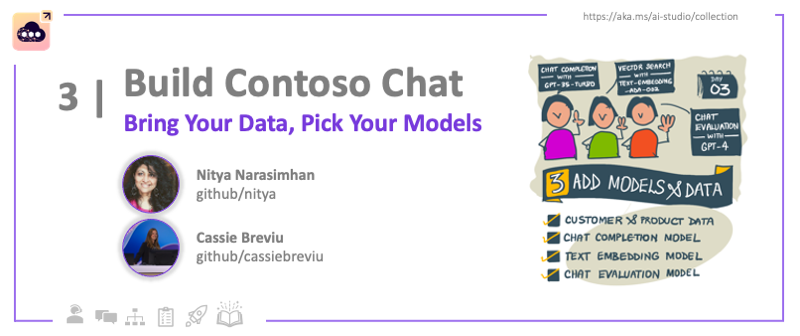 https://aka.ms/ai-studio/collection
3 |
Build Contoso Chat
Bring Your Data, Pick Your Models
Nitya Narasimhan
github/nitya
Cassie Breviu
github/cassiebreviu
CHAT COMPLETION
WITH
GPT-35-TURBO
VECTOR SEARCH
WITH
TEXT-EMBEDDING
-ADA-002
DAY
03
CHAT
EVALUATION
WITH
GPT-4
3 ADD MODELS & DATA
CUSTOMER & PRODUCT DATA
CHAT COMPLETION MODEL
TEXT EMBEDDING MODEL
CHAT EVALUATION MODEL